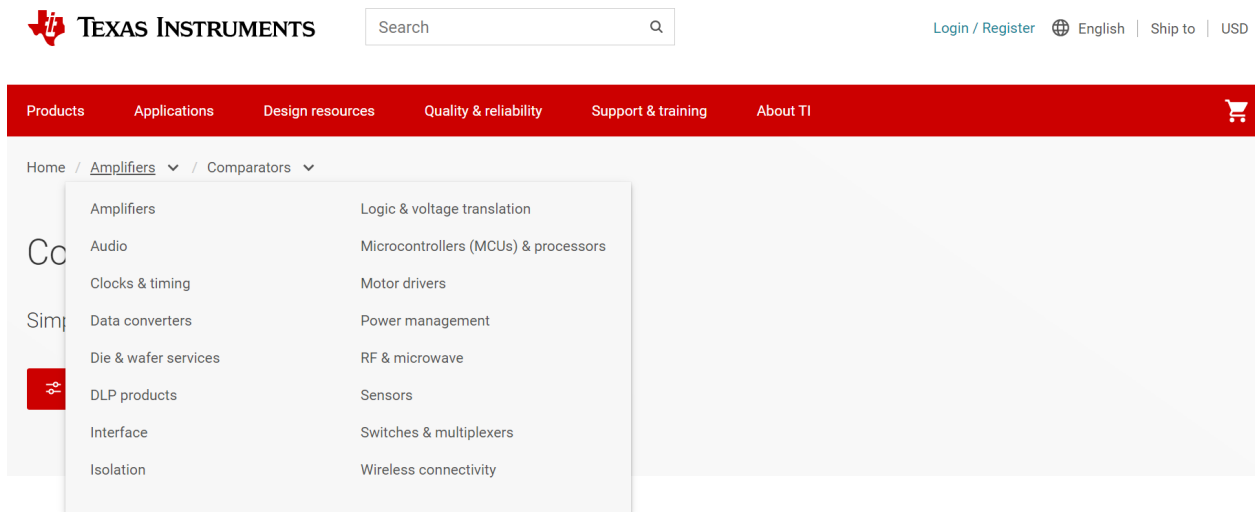 TEXAS INSTRUMENTS
Search
Login / Register English Ship to USD
Products Applications Design resources Quality & reliability Support & training About TI
Home / Amplifiers / Comparators
Amplifiers Logic & voltage translation
Co
Audio Microcontrollers (MCUs) & processors
Clocks & timing Motor drivers
Simp
Data converters Power management
Die & wafer services RF & microwave
DLP products Sensors
Interface Switches & multiplexers
Isolation Wireless connectivity